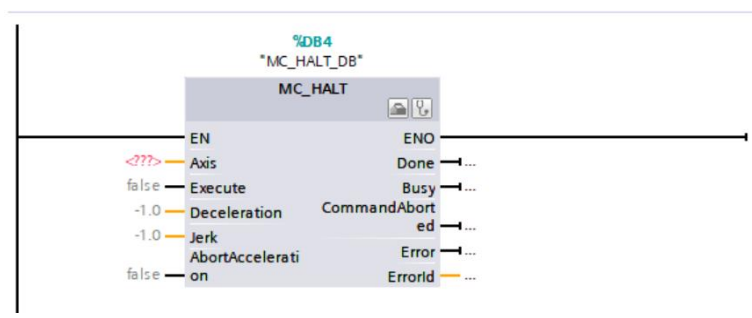 %DB4
"MC_HALT_DB"
MC_HALT
EN ENO
<???> Axis Done ...
false Execute Busy ...
-1.0 Deceleration CommandAbort
ed ...
-1.0 Jerk
AbortAccelerati Error ...
false on ErrorId ...